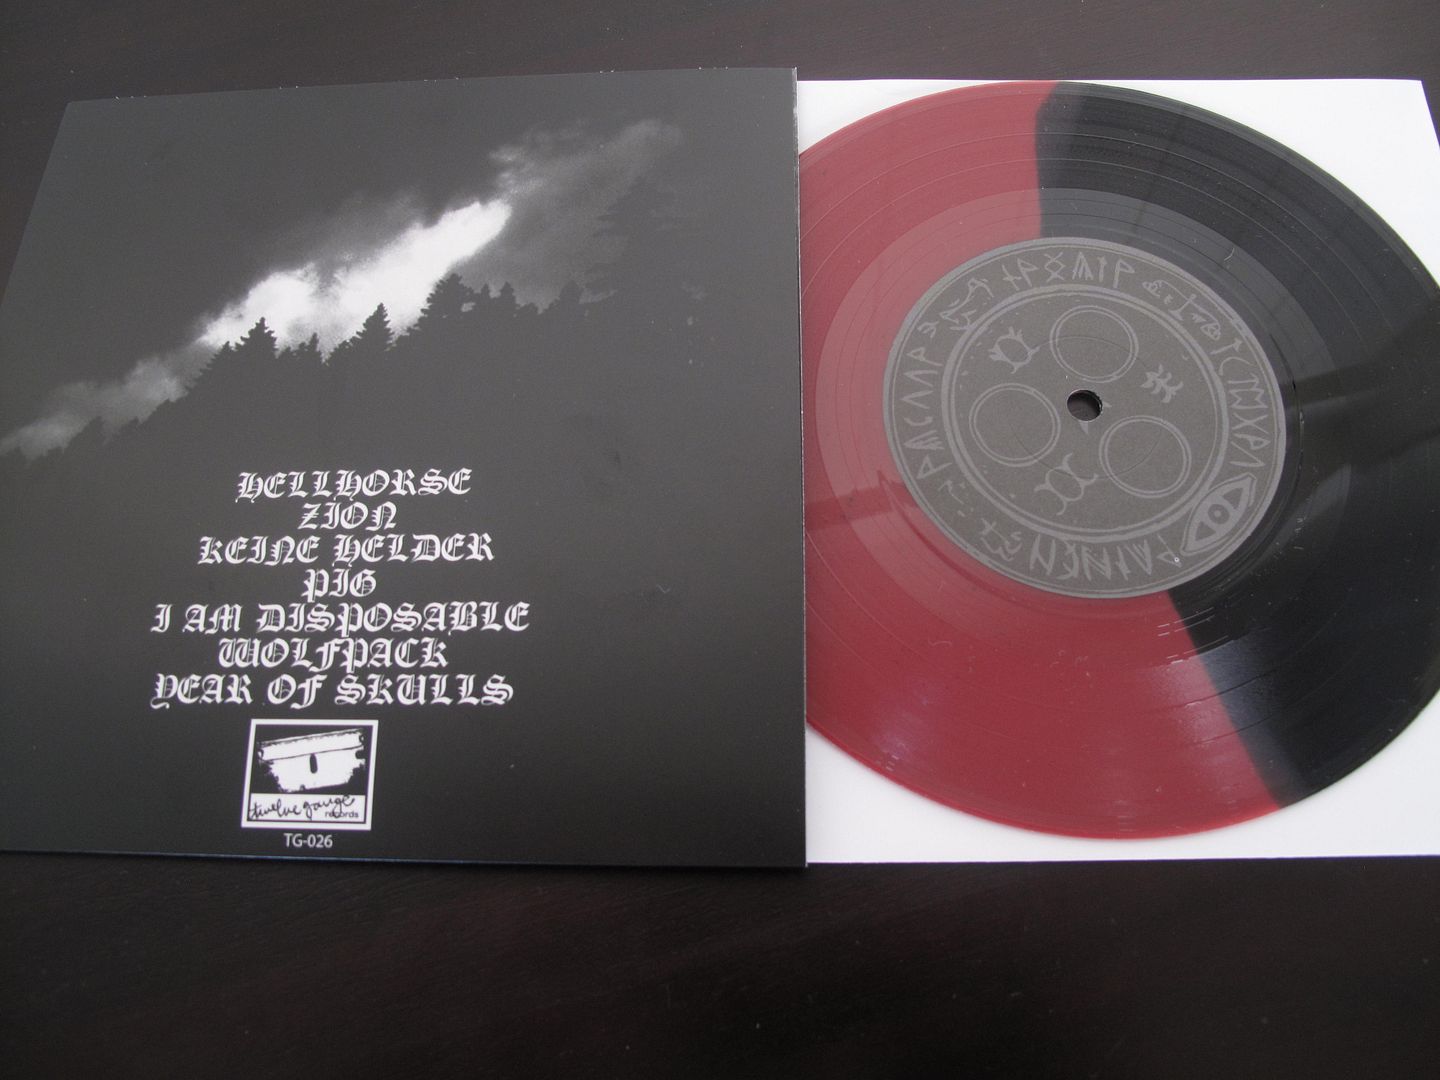 HELLHORSE
ZION
KEINE HELDER
PIG
I AM DISPOSABLE
WOLFPACK
YEAR OF SKULLS
twelve gauge
records
TG-026